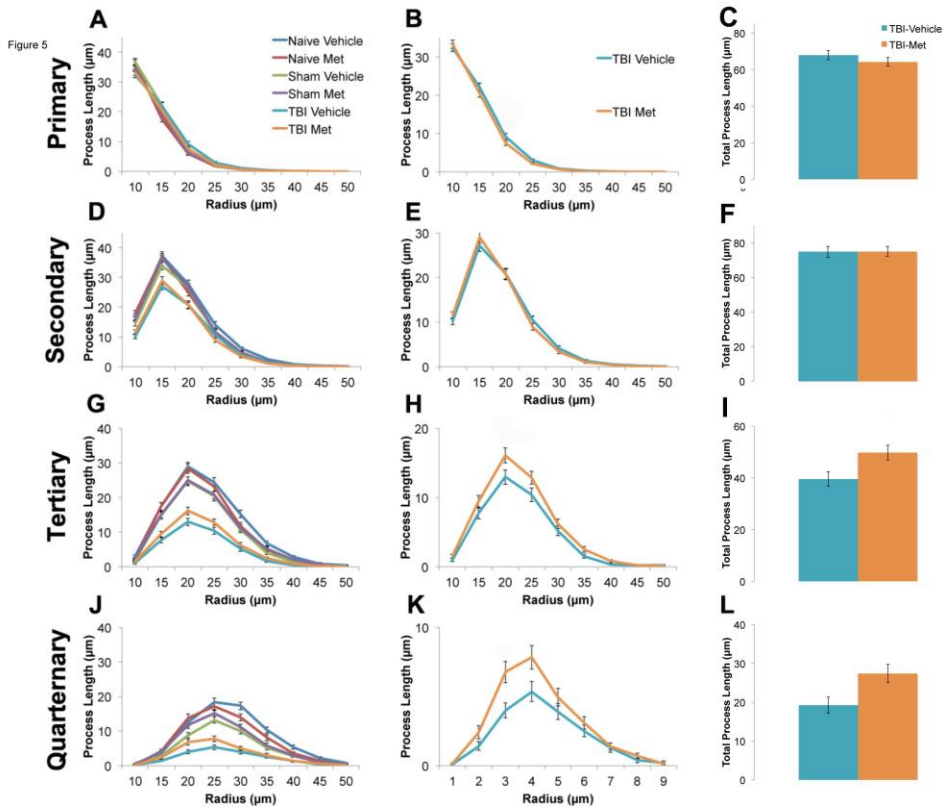 Figure 5
Primary
A
Process Length (µm)
40
30
20
10
0
10 15 20 25 30 35 40 45 50
Radius (µm)
Naive Vehicle
Naive Met
Sham Vehicle
Sham Met
TBI Vehicle
TBI Met
B
Process Length (µm)
30
20
10
0
10 15 20 25 30 35 40 45 50
Radius (µm)
TBI Vehicle
TBI Met
C
Total Process Length (µm)
80
60
40
20
0
TBI-Vehicle
TBI-Met
Secondary
D
Process Length (µm)
40
30
20
10
0
10 15 20 25 30 35 40 45 50
Radius (µm)
E
Process Length (µm)
30
20
10
0
10 15 20 25 30 35 40 45 50
Radius (µm)
F
Total Process Length (µm)
80
60
40
20
0
Tertiary
G
Process Length (µm)
40
30
20
10
0
10 15 20 25 30 35 40 45 50
Radius (µm)
H
Process Length (µm)
20
10
0
10 15 20 25 30 35 40 45 50
Radius (µm)
I
Total Process Length (µm)
60
40
20
0
Quarternary
J
Process Length (µm)
40
30
20
10
0
10 15 20 25 30 35 40 45 50
Radius (µm)
K
Process Length (µm)
10
0
1 2 3 4 5 6 7 8 9
Radius (µm)
L
Total Process Length (µm)
40
30
20
10
0